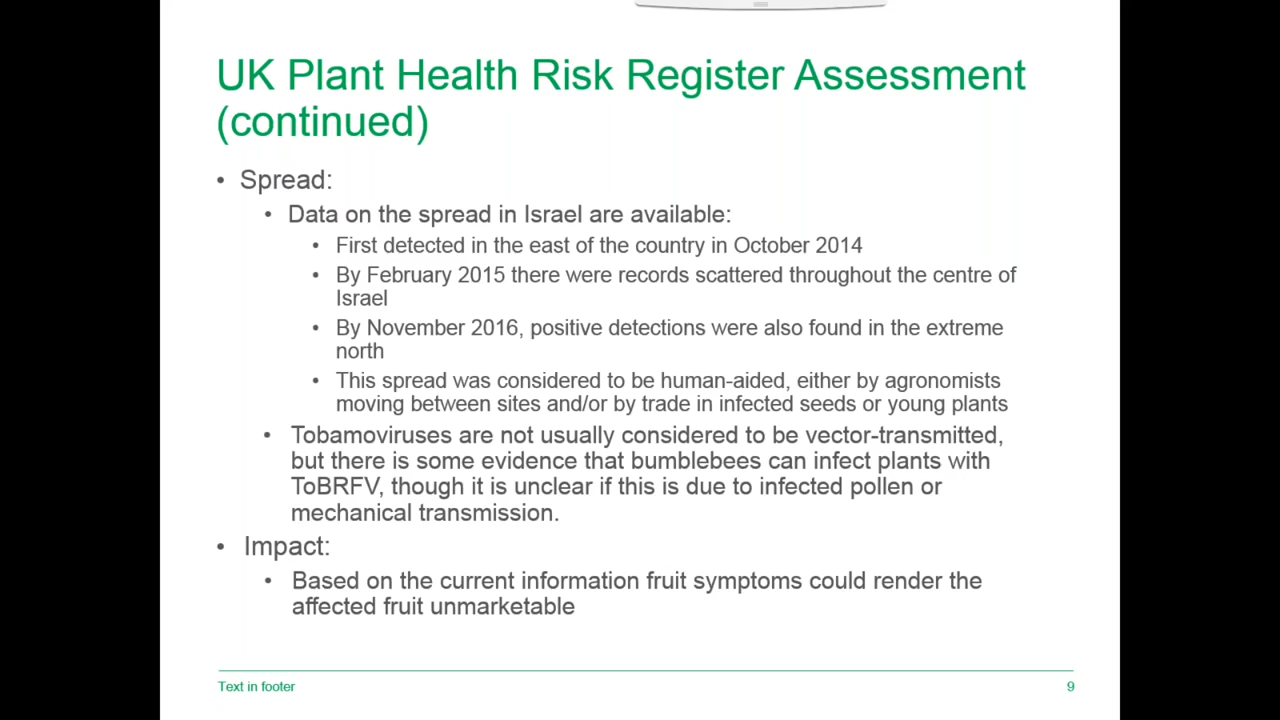 UK Plant Health Risk Register Assessment
(continued)
• Spread:
• Data on the spread in Israel are available:
• First detected in the east of the country in October 2014
• By February 2015 there were records scattered throughout the centre of
Israel
• By November 2016, positive detections were also found in the extreme
north
• This spread was considered to be human-aided, either by agronomists
moving between sites and/or by trade in infected seeds or young plants
• Tobamoviruses are not usually considered to be vector-transmitted,
but there is some evidence that bumblebees can infect plants with
ToBRFV, though it is unclear if this is due to infected pollen or
mechanical transmission.
• Impact:
• Based on the current information fruit symptoms could render the
affected fruit unmarketable
Text in footer
9